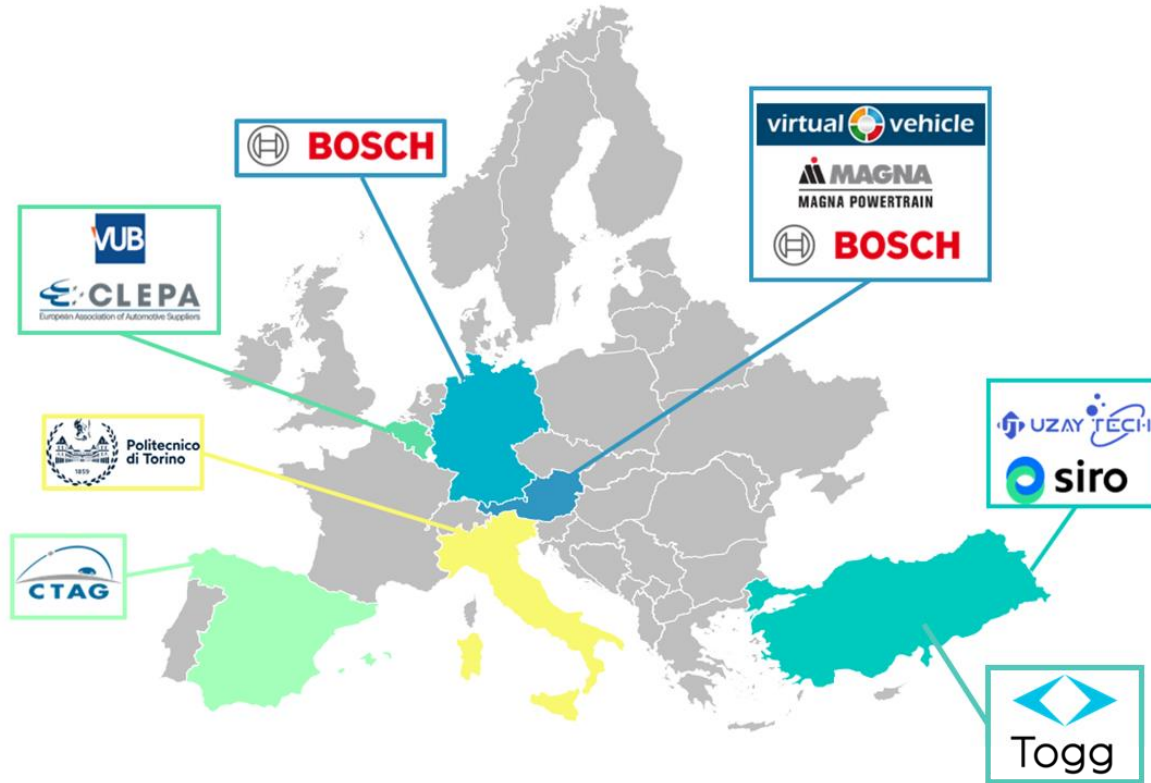 BOSCH
virtual vehicle
MAGNA
MAGNA POWERTRAIN
BOSCH
VUB
CLEPA
European Association of Automotive Suppliers
Politecnico
di Torino
1859
UZAY TECH
siro
CTAG
Togg